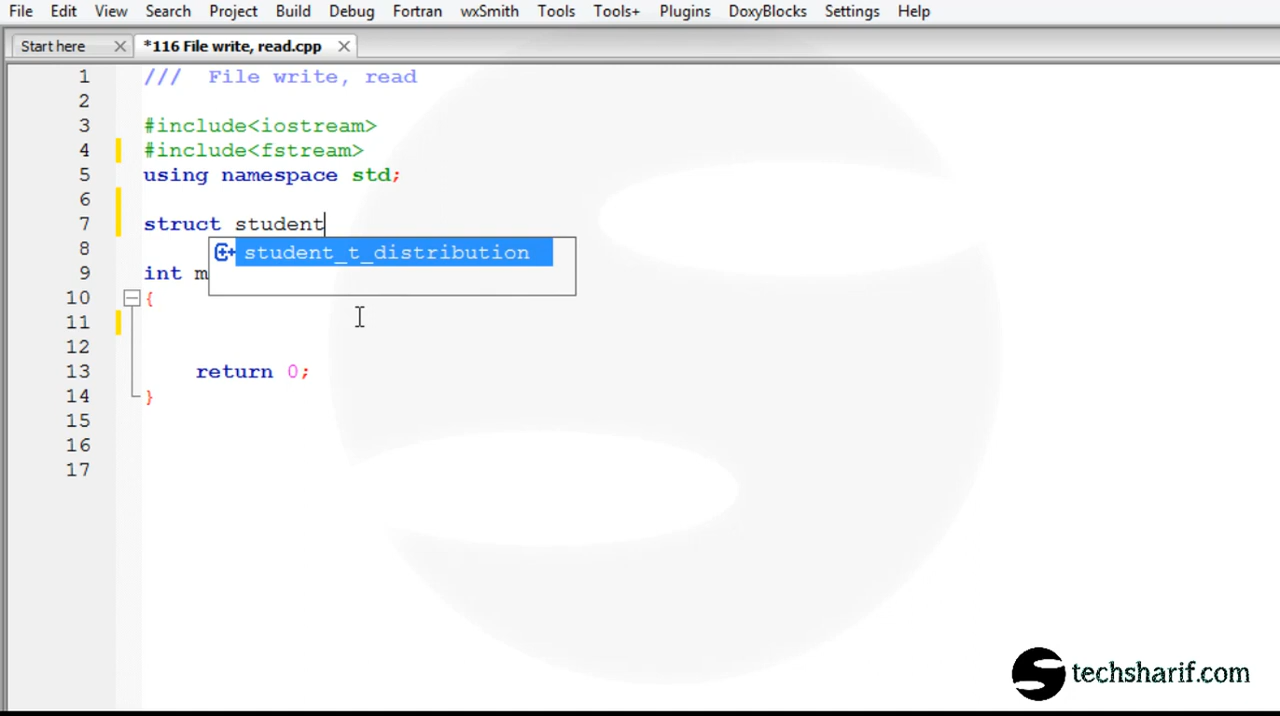 File Edit View Search Project Build Debug Fortran wxSmith Tools Tools+ Plugins DoxyBlocks Settings Help
Start here *116 File write, read.cpp
1 /// File write, read
2
3 #include<iostream>
4 #include<fstream>
5 using namespace std;
6
7 struct student
8 student_t_distribution
9 int m
10 {
11
12
13 return 0;
14 }
15
16
17
techsharif.com